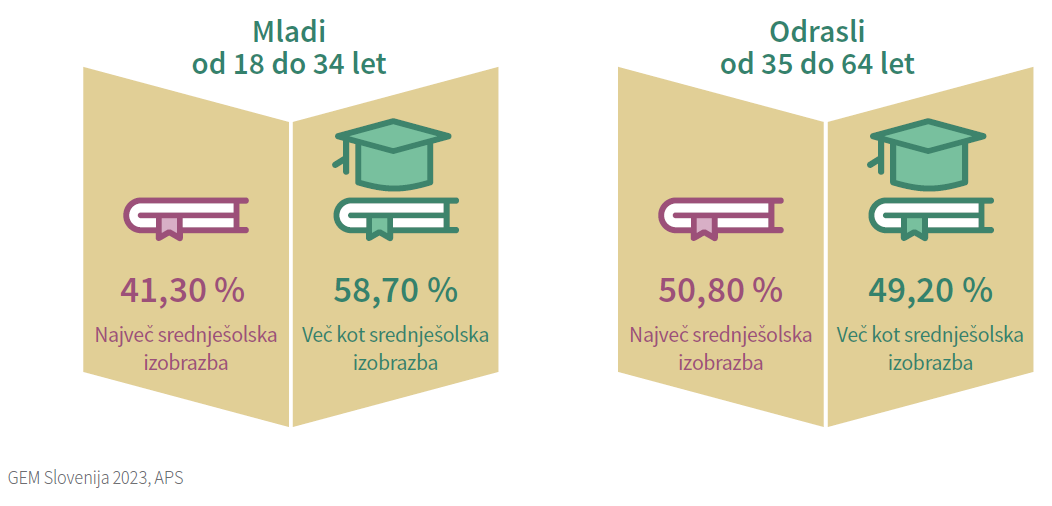 Mladi
od 18 do 34 let
41,30 %
Največ srednješolska
izobrazba
58,70 %
Več kot srednješolska
izobrazba
Odrasli
od 35 do 64 let
50,80 %
Največ srednješolska
izobrazba
49,20 %
Več kot srednješolska
izobrazba
GEM Slovenija 2023, APS